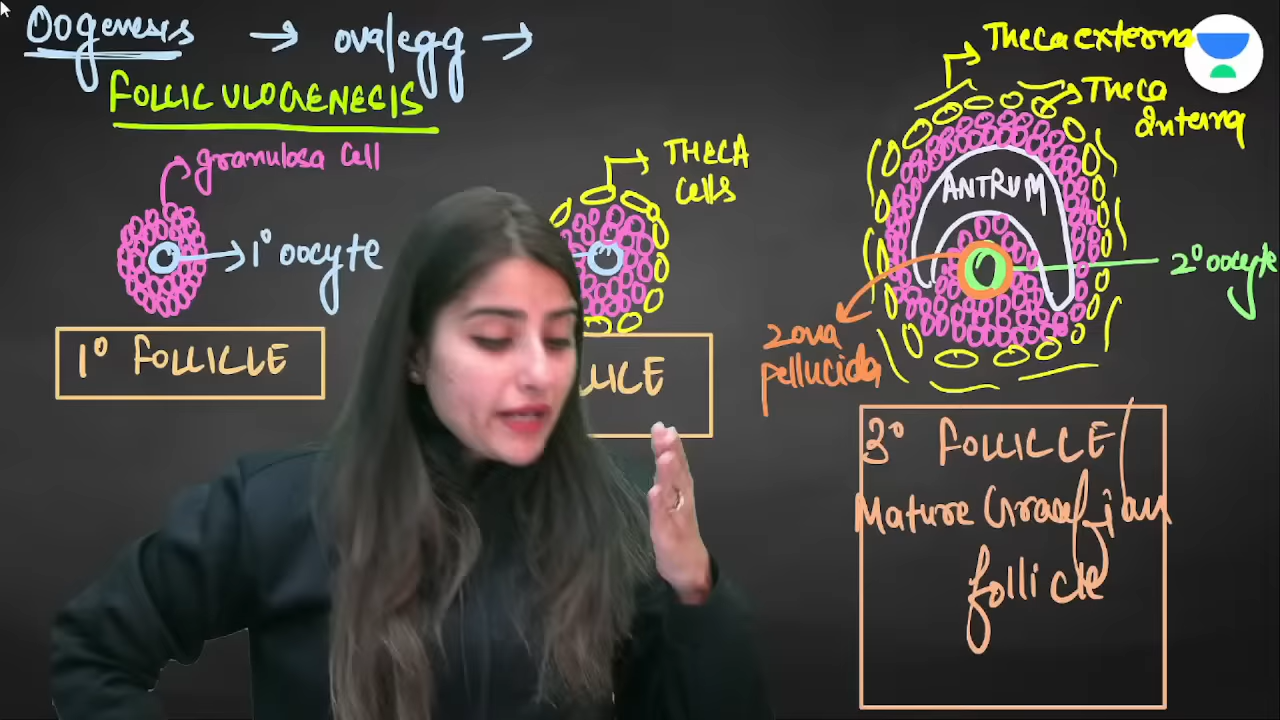 Oogenesis → ova/egg →
FOLLICULOGENESIS
granulosa cell
1° oocyte
1° FOLLICLE
THECA
cells
LLICE
Theca externa
Theca
Interna
ANTRUM
2° oocyte
zona
pellucida
3° FOLLICLE/
Mature Graafian
follicle